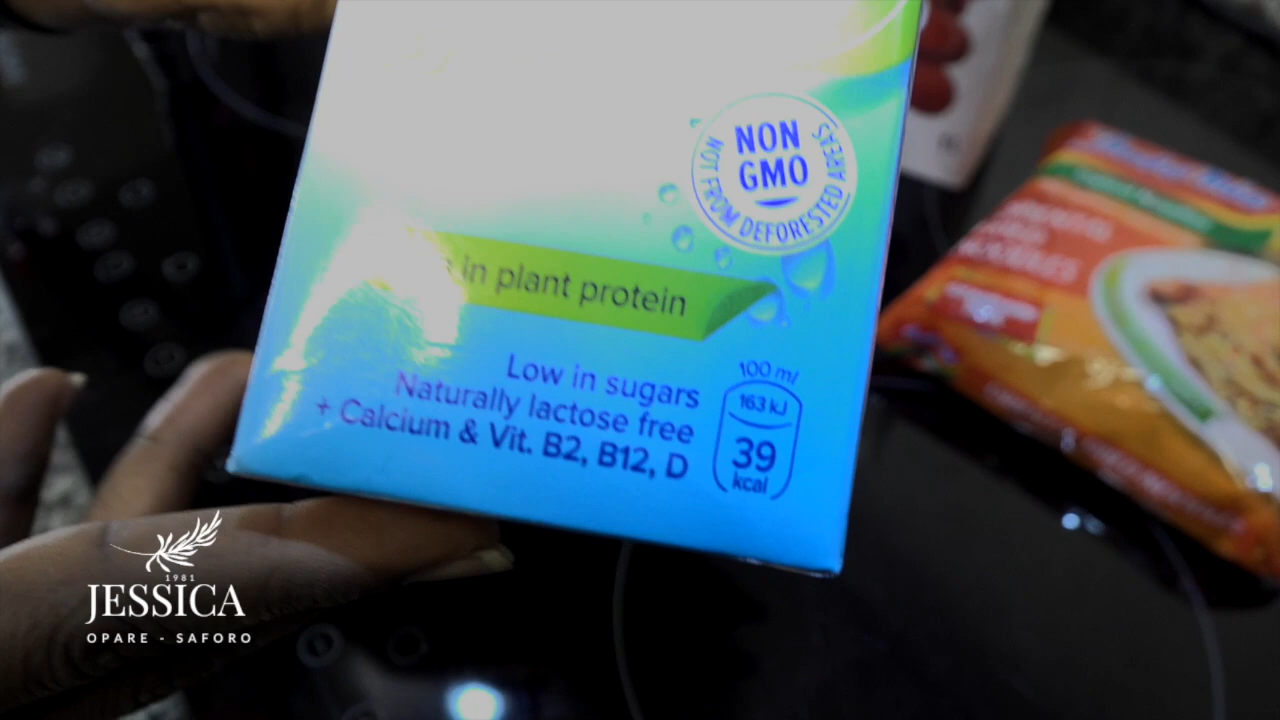 NON
GMO
NOT FROM DEFORESTED AREAS
in plant protein
Low in sugars
Naturally lactose free
+ Calcium & Vit. B2, B12, D
100 ml
163 kJ
39
kcal
1981
JESSICA
OPARE - SAFORO